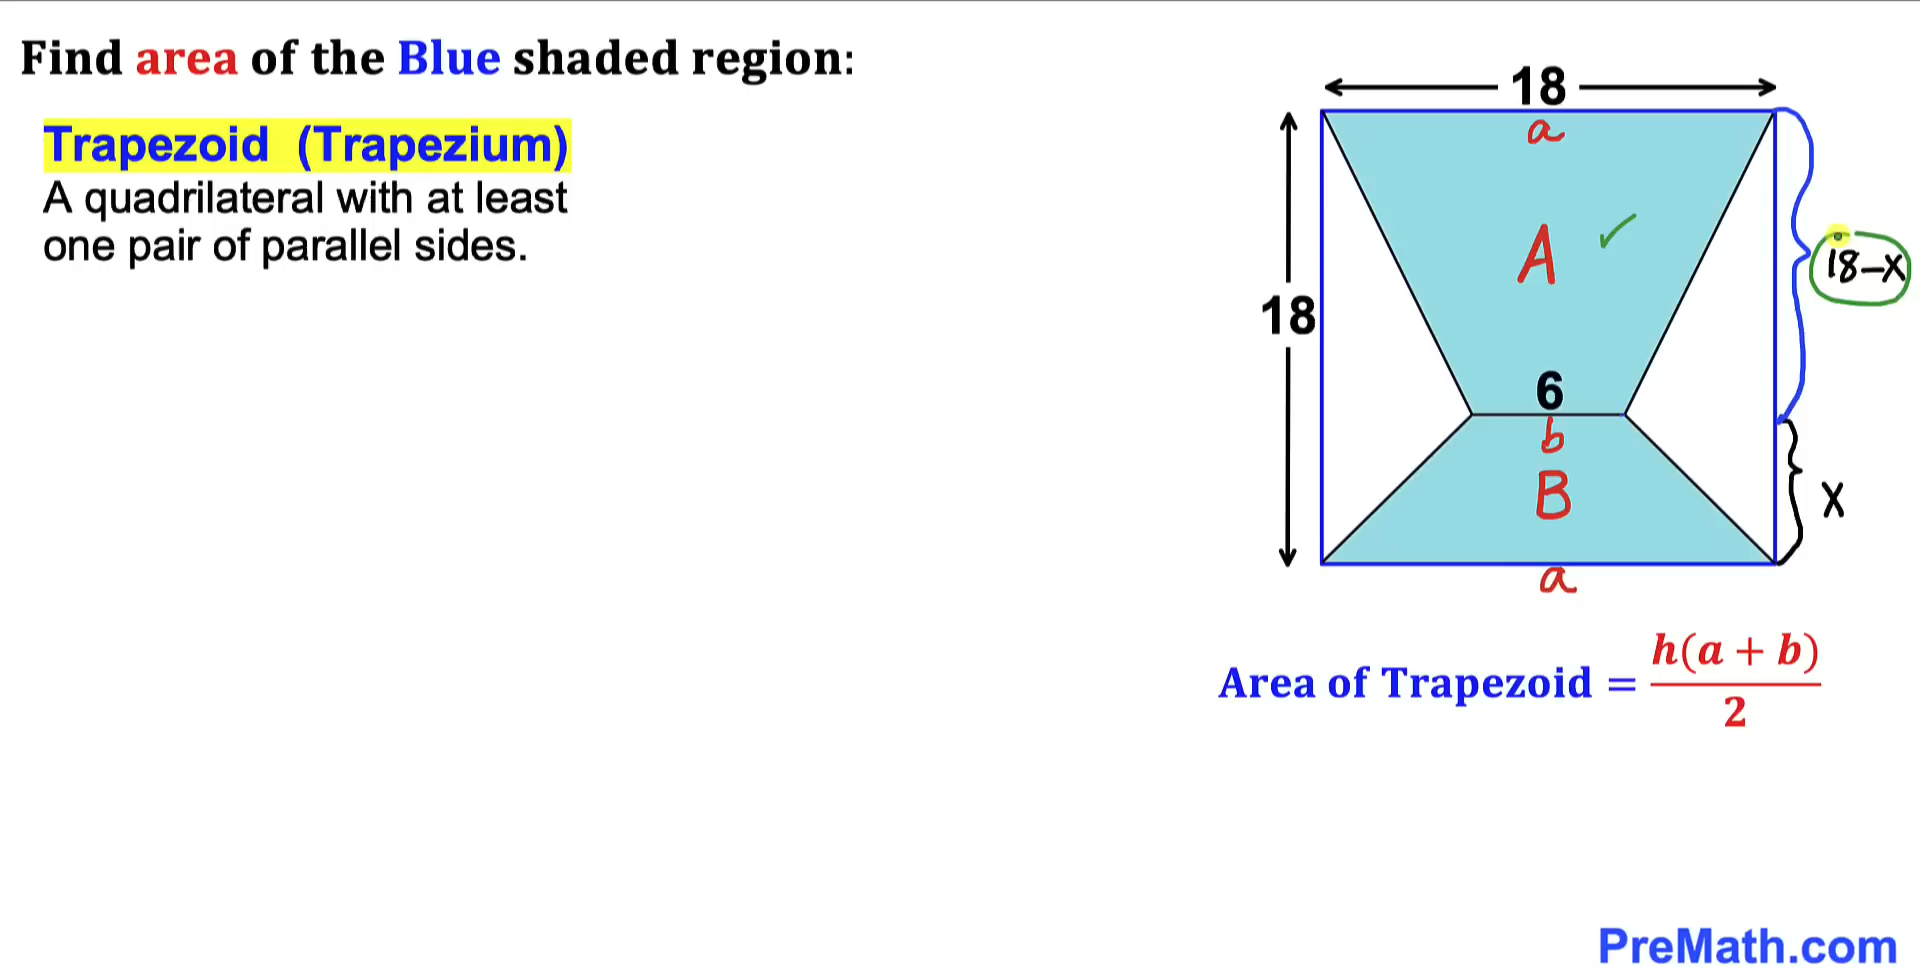 Find area of the Blue shaded region:
Trapezoid (Trapezium)
A quadrilateral with at least
one pair of parallel sides.
18
a
A ✓
18-x
18
6
b
B
x
a
Area of Trapezoid = h(a + b)
2
PreMath.com